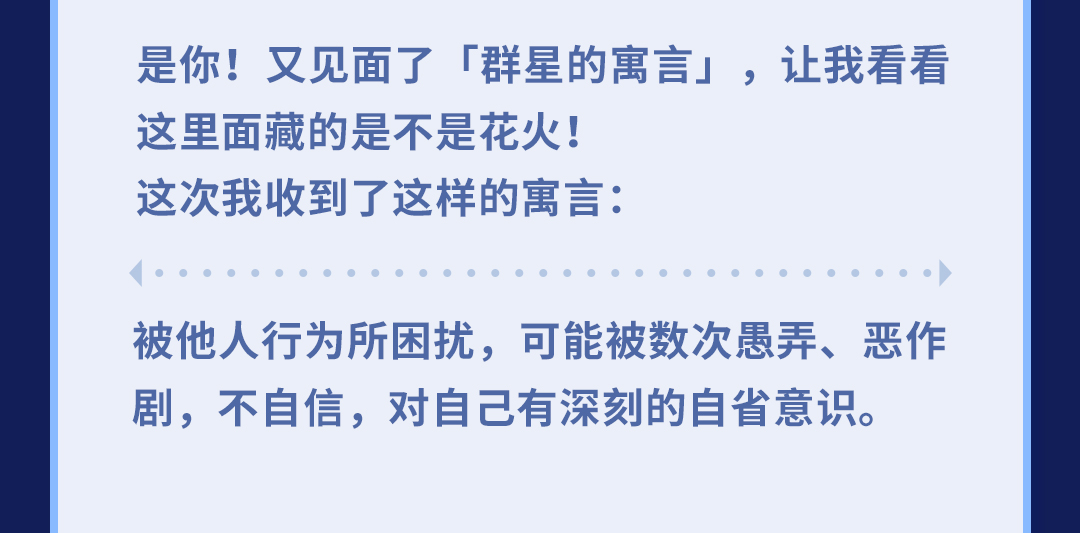 是你！又见面了「群星的寓言」，让我看看
这里面藏的是不是花火！
这次我收到了这样的寓言：
被他人行为所困扰，可能被数次愚弄、恶作
剧，不自信，对自己有深刻的自省意识。